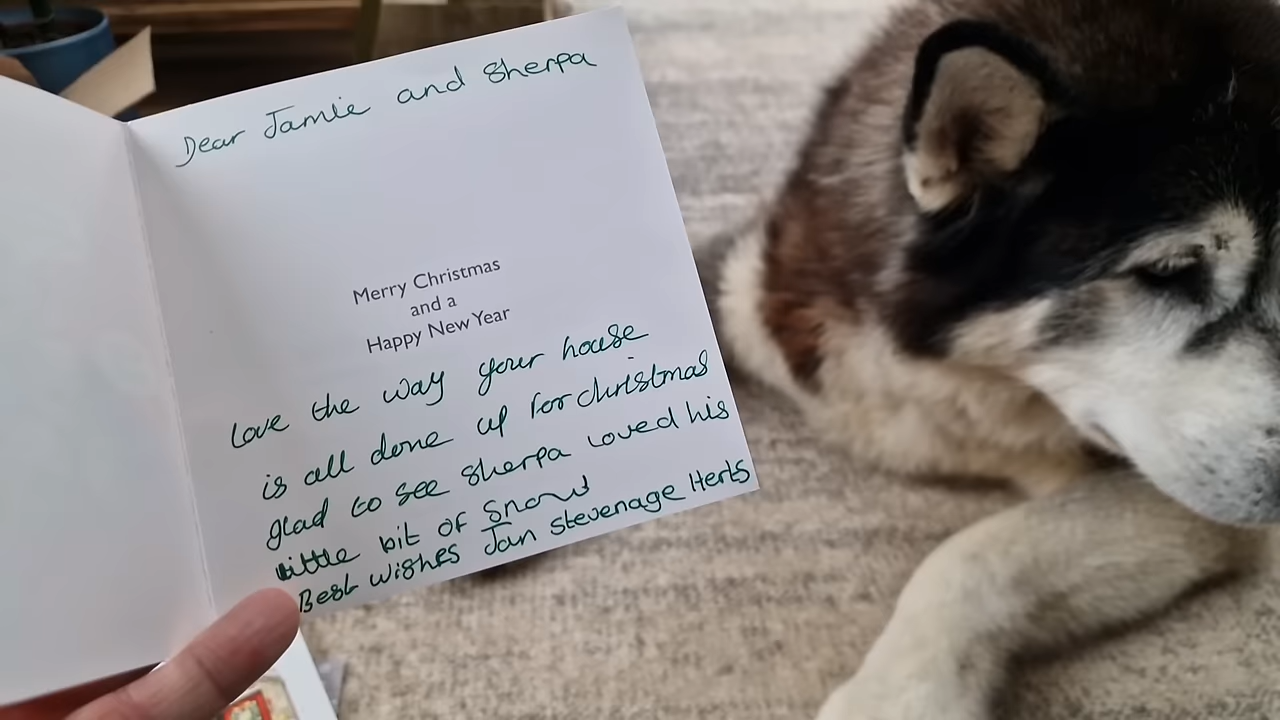 Dear Jamie and Sherpa
Merry Christmas
and a
Happy New Year
Love the way your house
is all done up for christmas
glad to see sherpa loved his
little bit of snow
Best wishes Jan Stevenage Herts